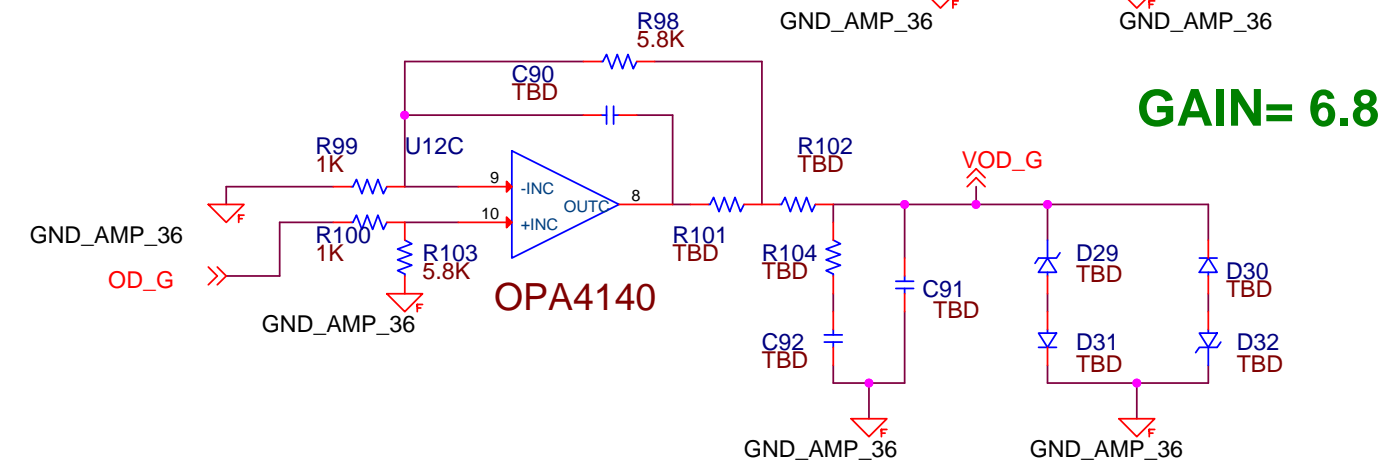 GND_AMP_36
GND_AMP_36
F
F
R98
5.8K
C90
TBD
GAIN= 6.8
R99
1K
U12C
R102
TBD
VOD_G
9
-INC
8
OUTC
10
+INC
F
GND_AMP_36
R100
1K
R103
5.8K
R101
TBD
R104
TBD
D29
TBD
D30
TBD
OD_G
OPA4140
C91
TBD
F
GND_AMP_36
C92
TBD
D31
TBD
D32
TBD
F
F
GND_AMP_36
GND_AMP_36